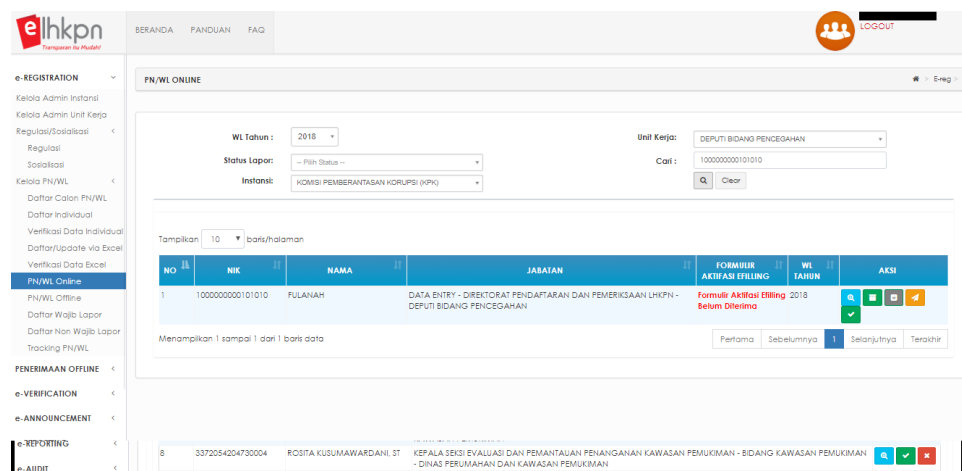 elhkpn
Transparan Itu Mudah!
BERANDA PANDUAN FAQ
LOGOUT
e-REGISTRATION
Kelola Admin Instansi
Kelola Admin Unit Kerja
Regulasi/Sosialisasi
Regulasi
Sosialisasi
Kelola PN/WL
Daftar Calon PN/WL
Daftar Individual
Verifikasi Data Individual
Daftar/Update via Excel
Verifikasi Data Excel
PN/WL Online
PN/WL Offline
Daftar Wajib Lapor
Daftar Non Wajib Lapor
Tracking PN/WL
PENERIMAAN OFFLINE
e-VERIFICATION
e-ANNOUNCEMENT
e-REPORTING
e-AUDIT
PN/WL ONLINE
> E-reg >
WL Tahun : 2018
Unit Kerja: DEPUTI BIDANG PENCEGAHAN
Status Lapor: -- Pilih Status --
Cari : 1000000000101010
Instansi: KOMISI PEMBERANTASAN KORUPSI (KPK)
Clear
Tampilkan 10 baris/halaman
NO NIK NAMA JABATAN FORMULIR AKTIFASI EFILLING WL TAHUN AKSI
1 1000000000101010 FULANAH DATA ENTRY - DIREKTORAT PENDAFTARAN DAN PEMERIKSAAN LHKPN - Formulir Aktifasi Efilling 2018
DEPUTI BIDANG PENCEGAHAN Belum Diterima
Menampilkan 1 sampai 1 dari 1 baris data
Pertama Sebelumnya 1 Selanjutnya Terakhir
8 3372054204730004 ROSITA KUSUMAWARDANI, ST KEPALA SEKSI EVALUASI DAN PEMANTAUAN PENANGANAN KAWASAN PEMUKIMAN - BIDANG KAWASAN PEMUKIMAN
- DINAS PERUMAHAN DAN KAWASAN PEMUKIMAN